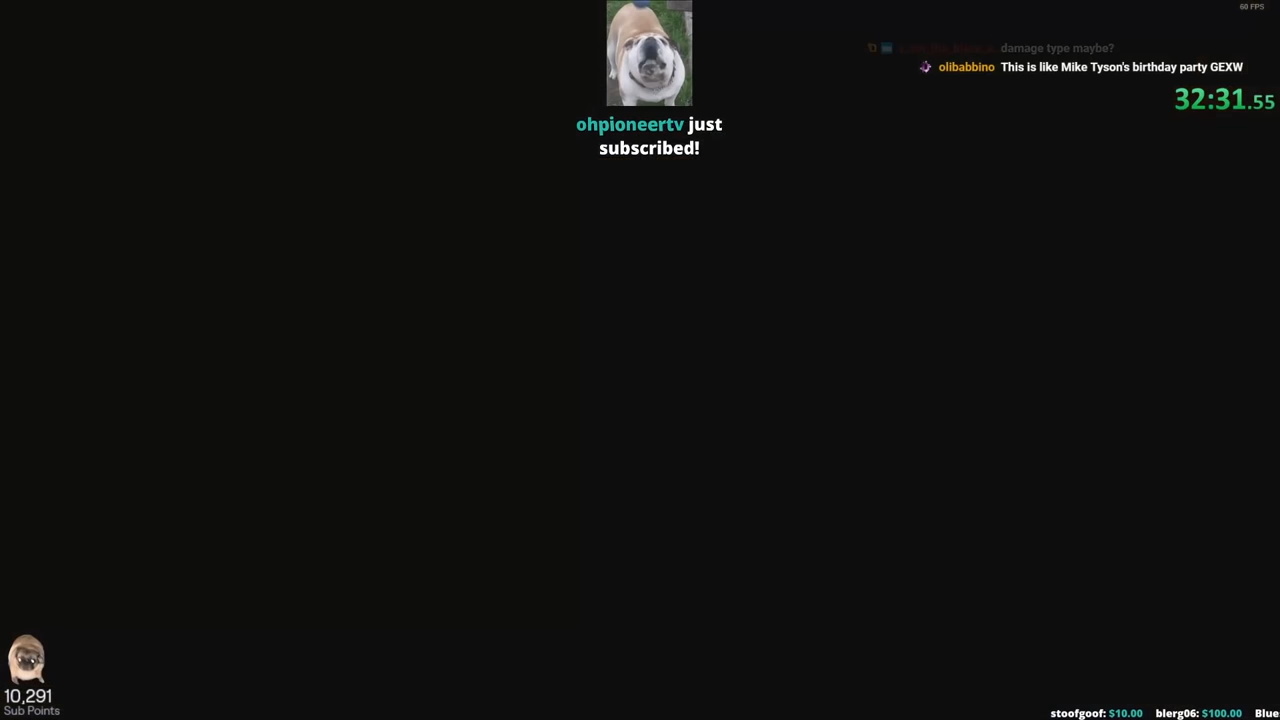 60 FPS
damage type maybe?
olibabbino This is like Mike Tyson's birthday party GEXW
32:31.55
ohpioneertv just
subscribed!
10,291
Sub Points
stoofgoof: $10.00 blerg06: $100.00 Blue